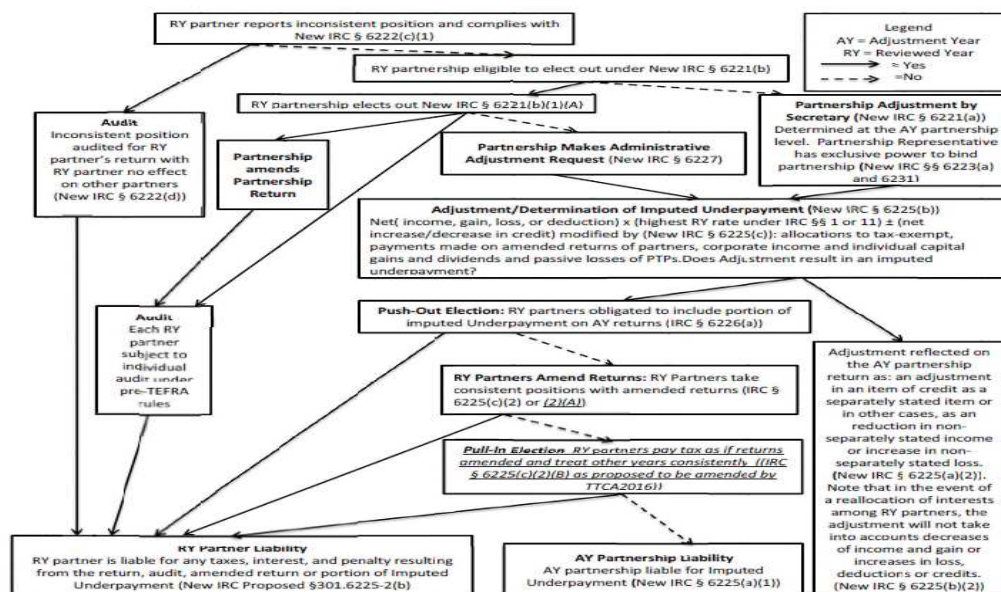 RY partner reports inconsistent position and complies with
New IRC § 6222(c)(1)
Legend
AY = Adjustment Year
RY = Reviewed Year
= Yes
=No
RY partnership eligible to elect out under New IRC § 6221(b)
RY partnership elects out New IRC § 6221(b)(1)(A)
Audit
Inconsistent position
audited for RY
partner's return with
RY partner no effect
on other partners
(New IRC § 6222(d))
Partnership
amends
Partnership
Return
Partnership Makes Administrative
Adjustment Request (New IRC § 6227)
Partnership Adjustment by
Secretary (New IRC § 6221(a))
Determined at the AY partnership
level. Partnership Representative
has exclusive power to bind
partnership (New IRC §§ 6223(a)
and 6231)
Adjustment/Determination of Imputed Underpayment (New IRC § 6225(b))
Net( income, gain, loss, or deduction) x (highest RY rate under IRC §§ 1 or 11) ± (net
increase/decrease in credit) modified by (New IRC § 6225(c)): allocations to tax-exempt,
payments made on amended returns of partners, corporate income and individual capital
gains and dividends and passive losses of PTPs.Does Adjustment result in an imputed
underpayment?
Audit
Each RY
partner
subject to
individual
audit under
pre-TEFRA
rules
Push-Out Election: RY partners obligated to include portion of
imputed Underpayment on AY returns (IRC § 6226(a))
RY Partners Amend Returns: RY Partners take
consistent positions with amended returns (IRC §
6225(c)(2) or (2)(A))
Pull-In Election RY partners pay tax as if returns
amended and treat other years consistently ((IRC
§ 6225(c)(2)(B) as proposed to be amended by
TTCA2016))
Adjustment reflected on
the AY partnership
return as: an adjustment
in an item of credit as a
separately stated item or
in other cases, as an
reduction in non-
separately stated income
or increase in non-
separately stated loss.
(New IRC § 6225(a)(2)).
Note that in the event of
a reallocation of interests
among RY partners, the
adjustment will not take
into accounts decreases
of income and gain or
increases in loss,
deductions or credits.
(New IRC § 6225(b)(2))
RY Partner Liability
RY partner is liable for any taxes, interest, and penalty resulting
from the return, audit, amended return or portion of Imputed
Underpayment (New IRC Proposed §301.6225-2(b)
AY Partnership Liability
AY partnership liable for Imputed
Underpayment (New IRC § 6225(a)(1))